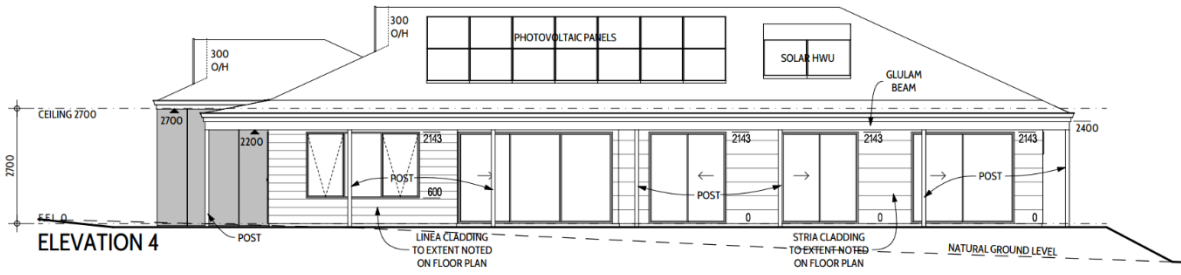 300
O/H
300
O/H
PHOTOVOLTAIC PANELS
SOLAR HWU
GLULAM
BEAM
CEILING 2700
2700
2400
2200
2143
2143
2143
2143
2700
POST
POST
POST
600
0
0
0
F.F.L 0
ELEVATION 4
POST
LINEA CLADDING
TO EXTENT NOTED
ON FLOOR PLAN
STRIA CLADDING
TO EXTENT NOTED
ON FLOOR PLAN
NATURAL GROUND LEVEL